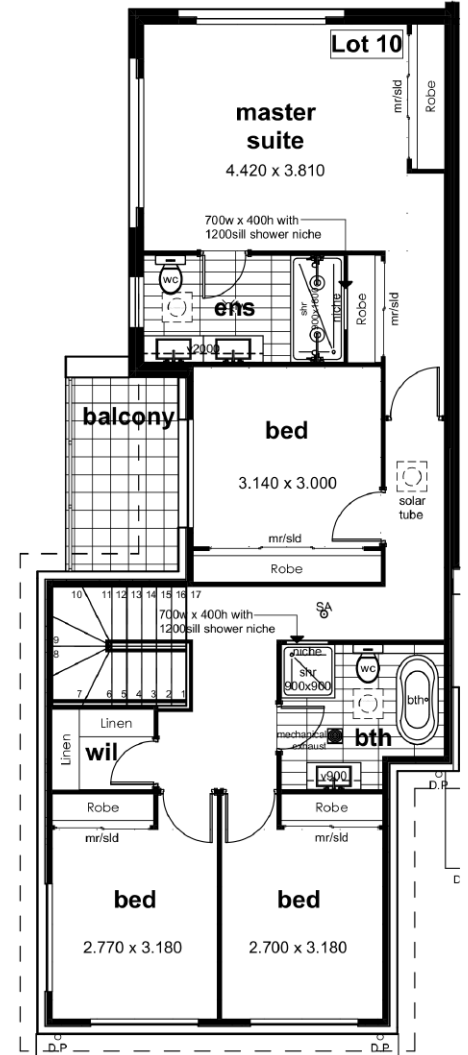 Lot 10
mr/sld
Robe
master
suite
4.420 x 3.810
700w x 400h with
1200sill shower niche
wc
ens
shr
900x1800
niche
Robe
mr/sld
v2000
balcony
bed
3.140 x 3.000
solar
tube
mr/sld
Robe
10 11 12 13 14 15 16 17
SA
700w x 400h with
1200sill shower niche
9
8
niche
shr
900x900
wc
bth
7 6 5 4 3 2 1
Linen
Linen
wil
mechanical
exhaust
bth
v900
D.P
Robe
mr/sld
Robe
mr/sld
bed
2.770 x 3.180
bed
2.700 x 3.180
D.P
D.P